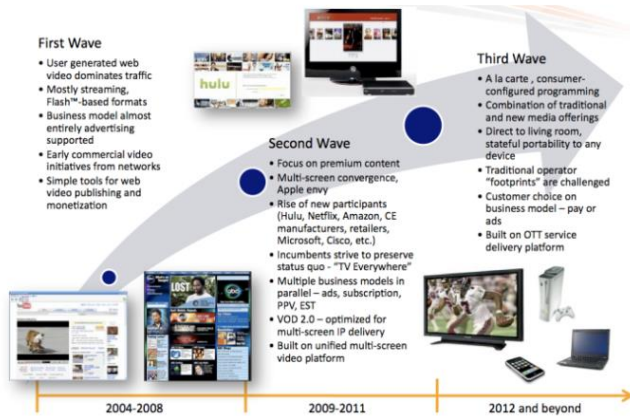 First Wave
• User generated web
video dominates traffic
• Mostly streaming,
Flash™-based formats
• Business model almost
entirely advertising
supported
• Early commercial video
initiatives from networks
• Simple tools for web
video publishing and
monetization
hulu
Second Wave
• Focus on premium content
• Multi-screen convergence,
Apple envy
• Rise of new participants
(Hulu, Netflix, Amazon, CE
manufacturers, retailers,
Microsoft, Cisco, etc.)
• Incumbents strive to preserve
status quo - "TV Everywhere"
• Multiple business models in
parallel – ads, subscription,
PPV, EST
• VOD 2.0 – optimized for
multi-screen IP delivery
• Built on unified multi-screen
video platform
Third Wave
• A la carte , consumer-
configured programming
• Combination of traditional
and new media offerings
• Direct to living room,
stateful portability to any
device
• Traditional operator
"footprints" are challenged
• Customer choice on
business model – pay or
ads
• Built on OTT service
delivery platform
LOST
abc
2004-2008
2009-2011
2012 and beyond